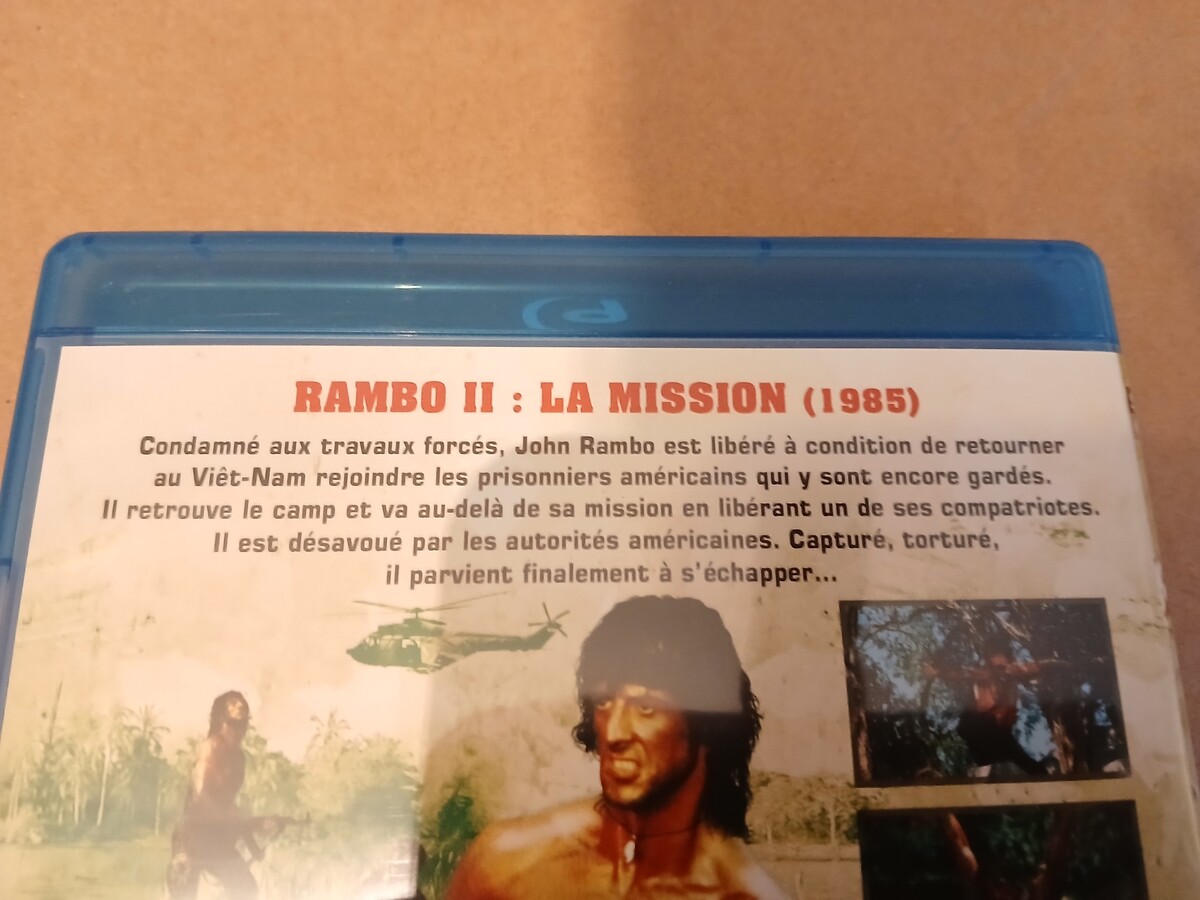 RAMBO II : LA MISSION (1985)
Condamné aux travaux forcés, John Rambo est libéré à condition de retourner
au Viêt-Nam rejoindre les prisonniers américains qui y sont encore gardés.
Il retrouve le camp et va au-delà de sa mission en libérant un de ses compatriotes.
Il est désavoué par les autorités américaines. Capturé, torturé,
il parvient finalement à s'échapper...